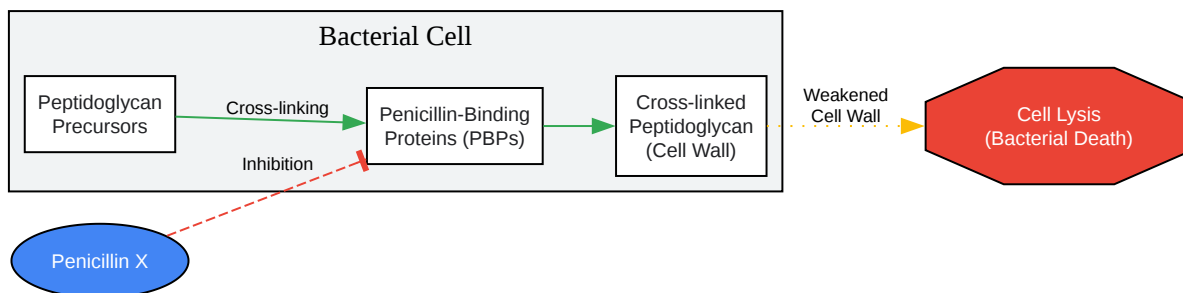 Bacterial Cell
Peptidoglycan
Precursors
Cross-linking
Inhibition
Penicillin-Binding
Proteins (PBPs)
Cross-linked
Peptidoglycan
(Cell Wall)
Weakened
Cell Wall
Cell Lysis
(Bacterial Death)
Penicillin X